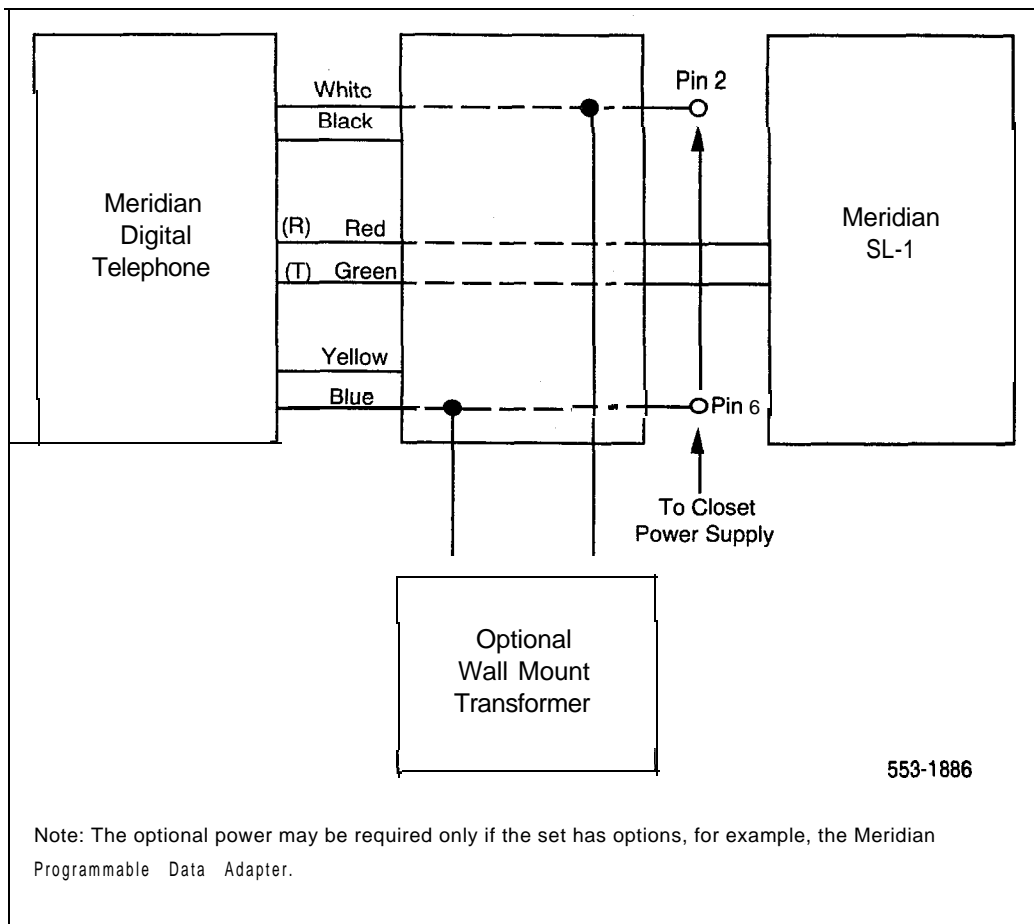 White
Pin 2
Black
Meridian
Digital
Telephone
(R) Red
Meridian
SL-1
(T) Green
Yellow
Blue
Pin 6
To Closet
Power Supply
Optional
Wall Mount
Transformer
553-1886
Note: The optional power may be required only if the set has options, for example, the Meridian
Programmable Data Adapter.